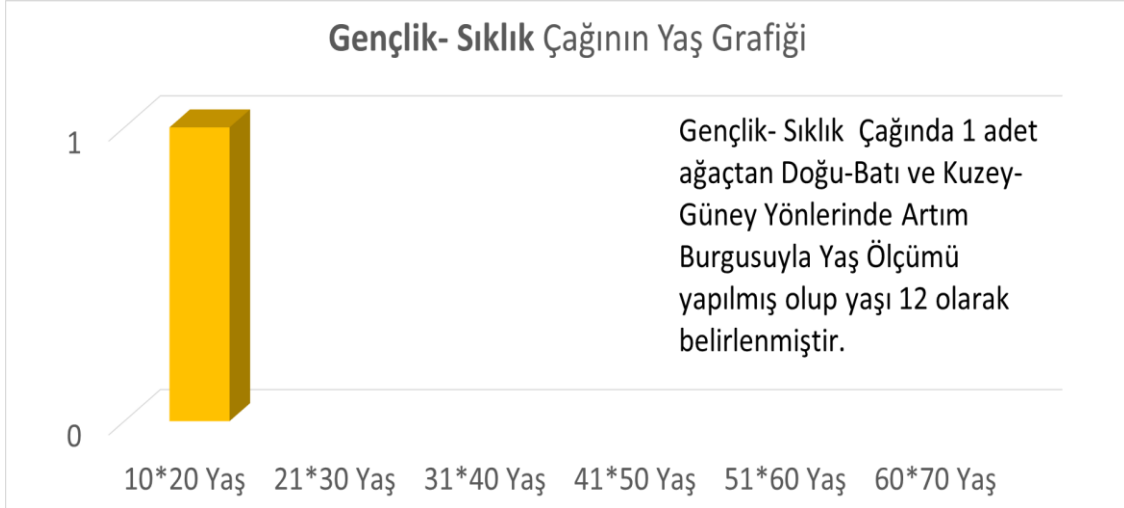 Gençlik- Sıklık Çağının Yaş Grafiği
Gençlik- Sıklık Çağında 1 adet
ağaçtan Doğu-Batı ve Kuzey-
Güney Yönlerinde Artım
Burgusuyla Yaş Ölçümü
yapılmış olup yaşı 12 olarak
belirlenmiştir.
1
0
10*20 Yaş 21*30 Yaş 31*40 Yaş 41*50 Yaş 51*60 Yaş 60*70 Yaş